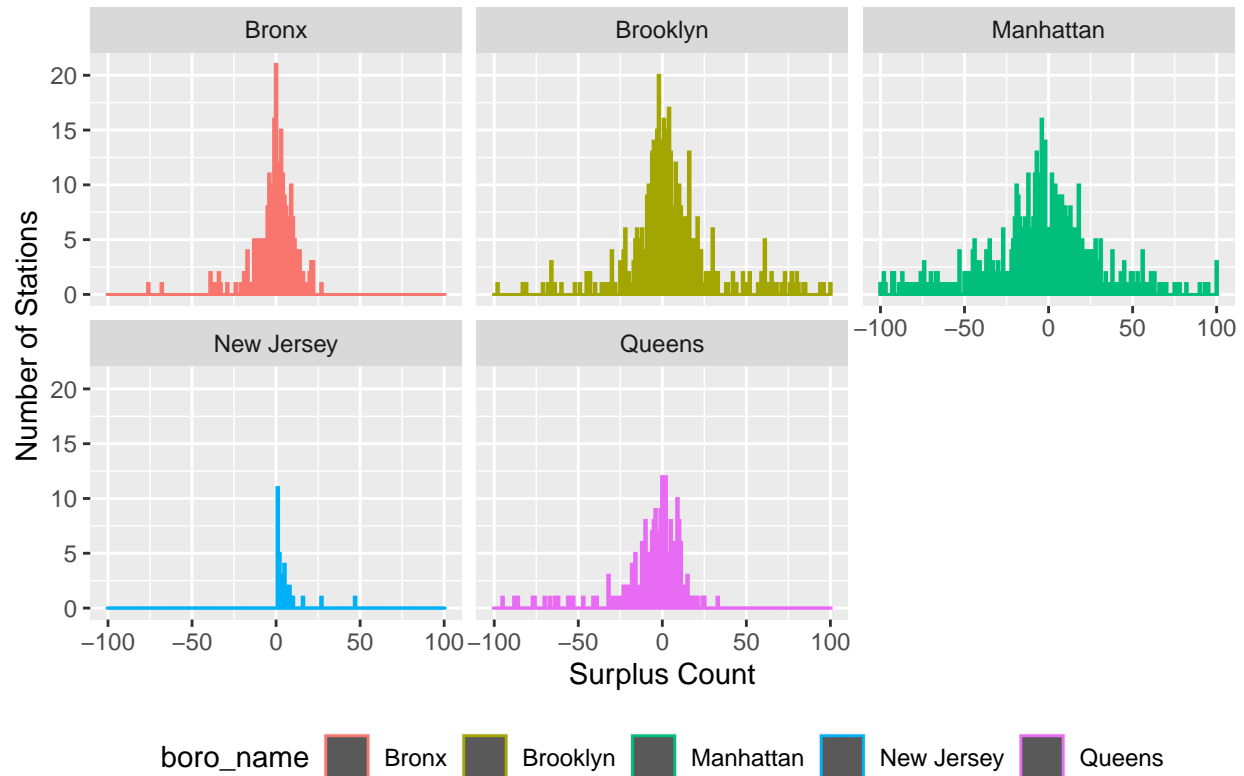 Bronx
Brooklyn
Manhattan
20
15
10
5
0
−100 −50 0 50 100
New Jersey
Queens
20
15
10
5
0
−100 −50 0 50 100
−100 −50 0 50 100
Number of Stations
Surplus Count
boro_name Bronx Brooklyn Manhattan New Jersey Queens